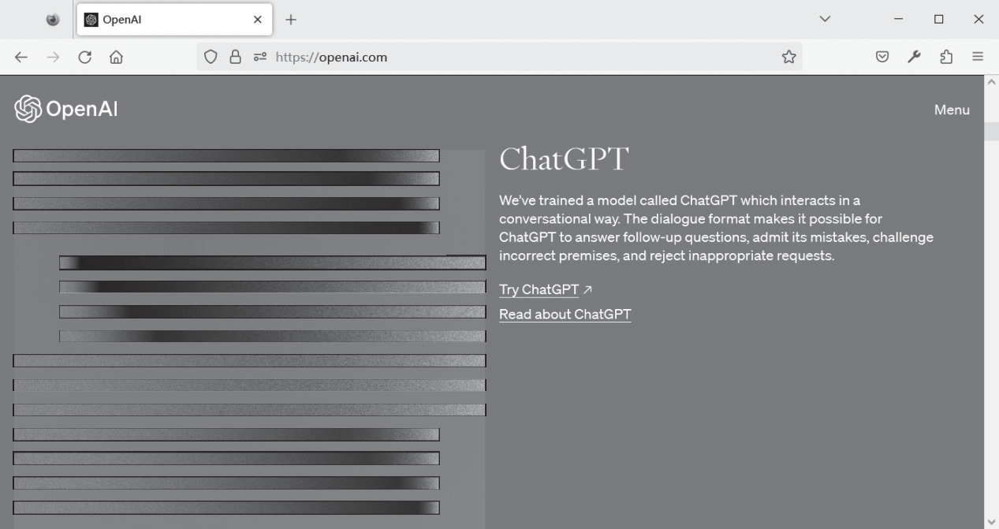 OpenAI
https://openai.com
OpenAI
Menu
ChatGPT
We’ve trained a model called ChatGPT which interacts in a
conversational way. The dialogue format makes it possible for
ChatGPT to answer follow-up questions, admit its mistakes, challenge
incorrect premises, and reject inappropriate requests.
Try ChatGPT ↗
Read about ChatGPT